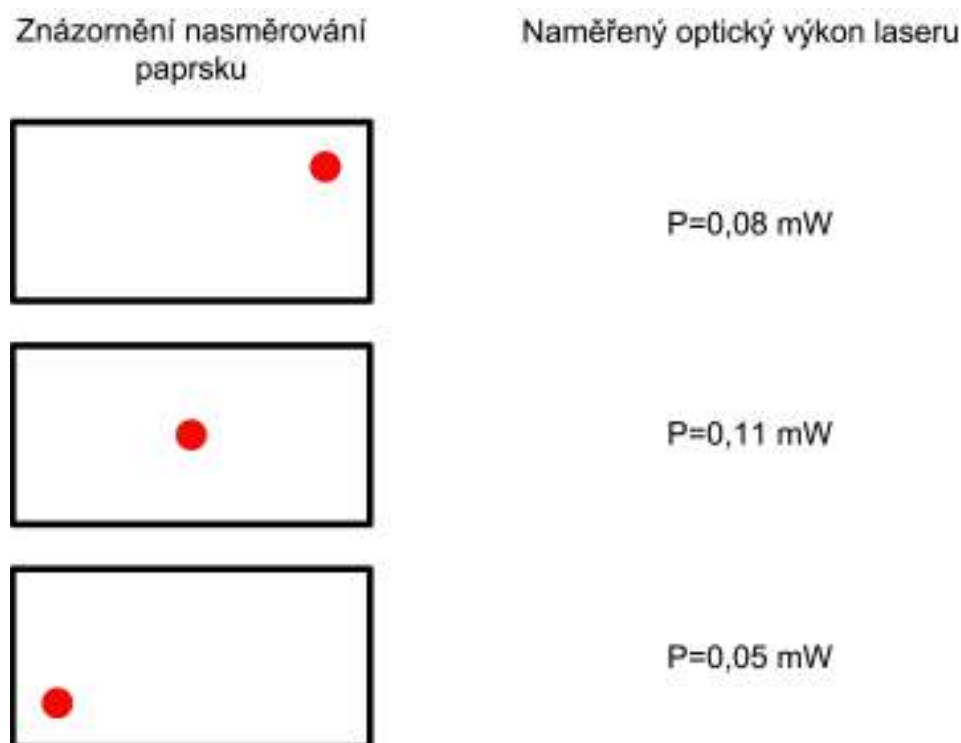 Znázornění nasměrování
paprsku
Naměřený optický výkon laseru
P=0,08 mW
P=0,11 mW
P=0,05 mW